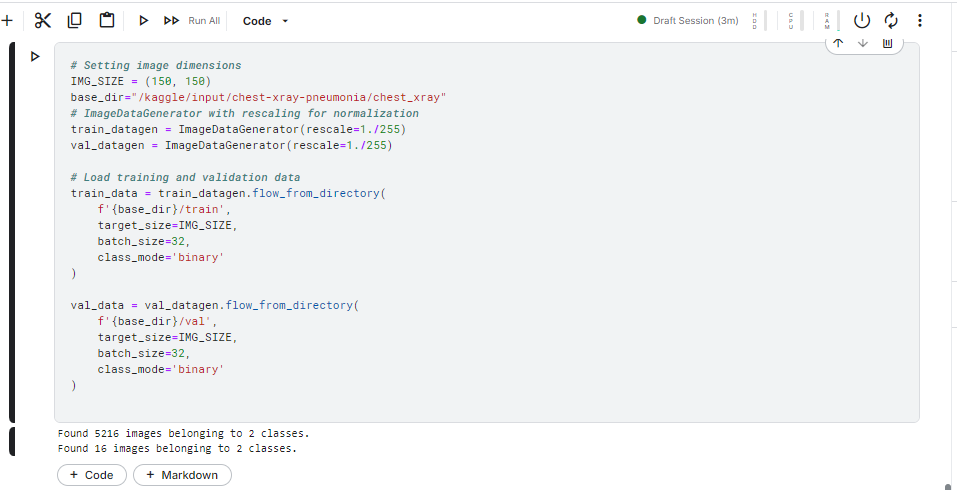 + Run All Code Draft Session (3m) HDD CPU RAM
# Setting image dimensions
IMG_SIZE = (150, 150)
base_dir="/kaggle/input/chest-xray-pneumonia/chest_xray"
# ImageDataGenerator with rescaling for normalization
train_datagen = ImageDataGenerator(rescale=1./255)
val_datagen = ImageDataGenerator(rescale=1./255)
# Load training and validation data
train_data = train_datagen.flow_from_directory(
    f'{base_dir}/train',
    target_size=IMG_SIZE,
    batch_size=32,
    class_mode='binary'
)
val_data = val_datagen.flow_from_directory(
    f'{base_dir}/val',
    target_size=IMG_SIZE,
    batch_size=32,
    class_mode='binary'
)
Found 5216 images belonging to 2 classes.
Found 16 images belonging to 2 classes.
+ Code + Markdown